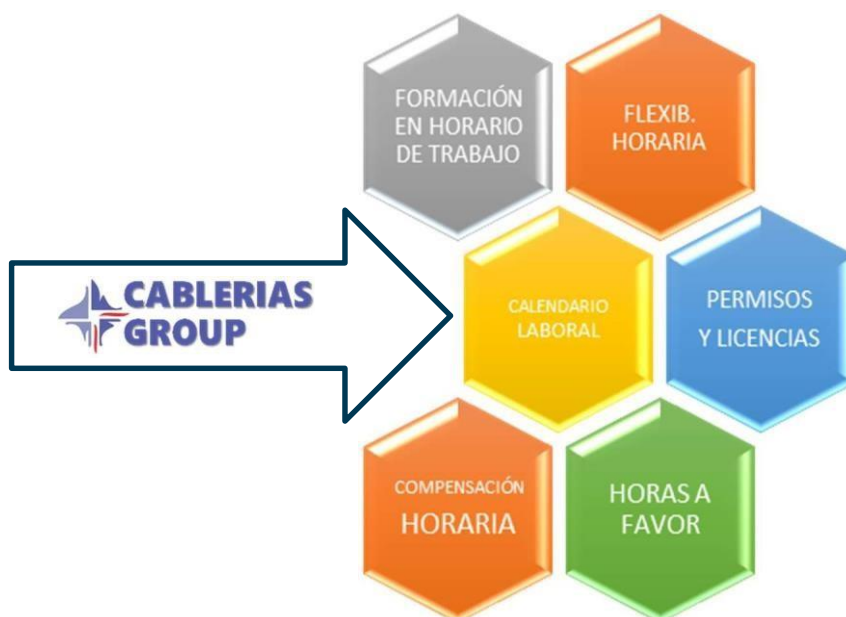 FORMACIÓN
EN HORARIO
DE TRABAJO
FLEXIB.
HORARIA
CABLERIAS
GROUP
CALENDARIO
LABORAL
PERMISOS
Y LICENCIAS
COMPENSACIÓN
HORARIA
HORAS A
FAVOR